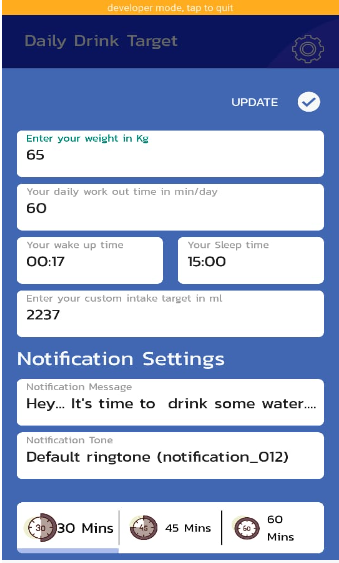 developer mode, tap to quit
Daily Drink Target
UPDATE
Enter your weight in Kg
65
Your daily work out time in min/day
60
Your wake up time
00:17
Your Sleep time
15:00
Enter your custom intake target in ml
2237
Notification Settings
Notification Message
Hey... It's time to  drink some water....
Notification Tone
Default ringtone (notification_012)
30
30 Mins
45
45 Mins
60
60
Mins